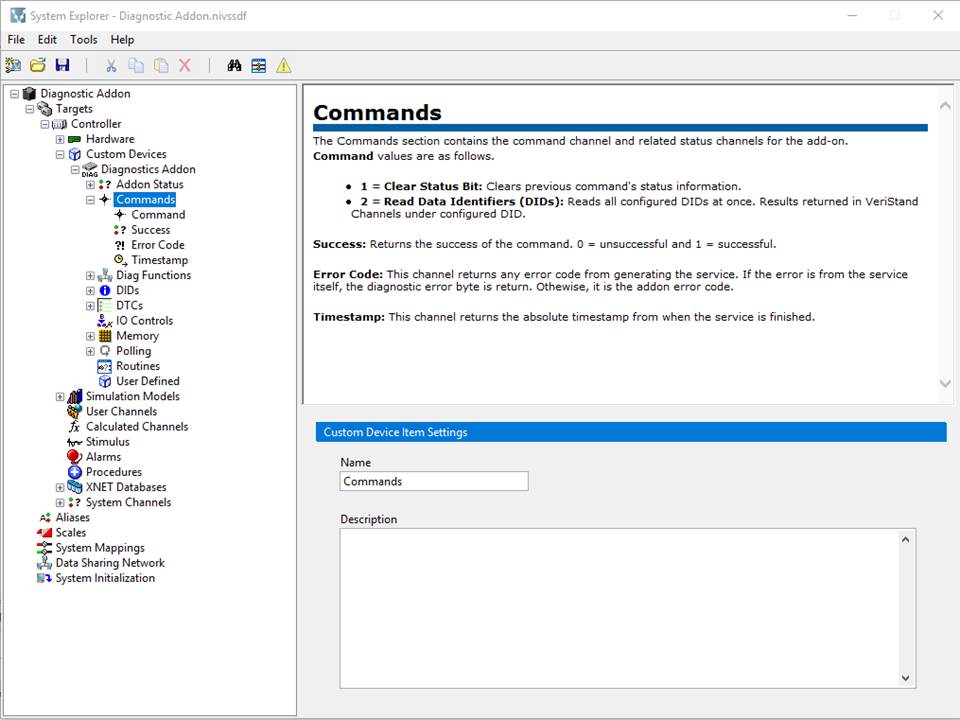 System Explorer - Diagnostic Addon.nivssdf
File Edit Tools Help
Diagnostic Addon
Targets
Controller
Hardware
Custom Devices
Diagnostics Addon
Addon Status
Commands
Command
Success
Error Code
Timestamp
Diag Functions
DIDs
DTCs
IO Controls
Memory
Polling
Routines
User Defined
Simulation Models
User Channels
Calculated Channels
Stimulus
Alarms
Procedures
XNET Databases
System Channels
Aliases
Scales
System Mappings
Data Sharing Network
System Initialization
Commands
The Commands section contains the command channel and related status channels for the add-on.
Command values are as follows.
• 1 = Clear Status Bit: Clears previous command's status information.
• 2 = Read Data Identifiers (DIDs): Reads all configured DIDs at once. Results returned in VeriStand
Channels under configured DID.
Success: Returns the success of the command. 0 = unsuccessful and 1 = successful.
Error Code: This channel returns any error code from generating the service. If the error is from the service
itself, the diagnostic error byte is return. Othewise, it is the addon error code.
Timestamp: This channel returns the absolute timestamp from when the service is finished.
Custom Device Item Settings
Name
Commands
Description